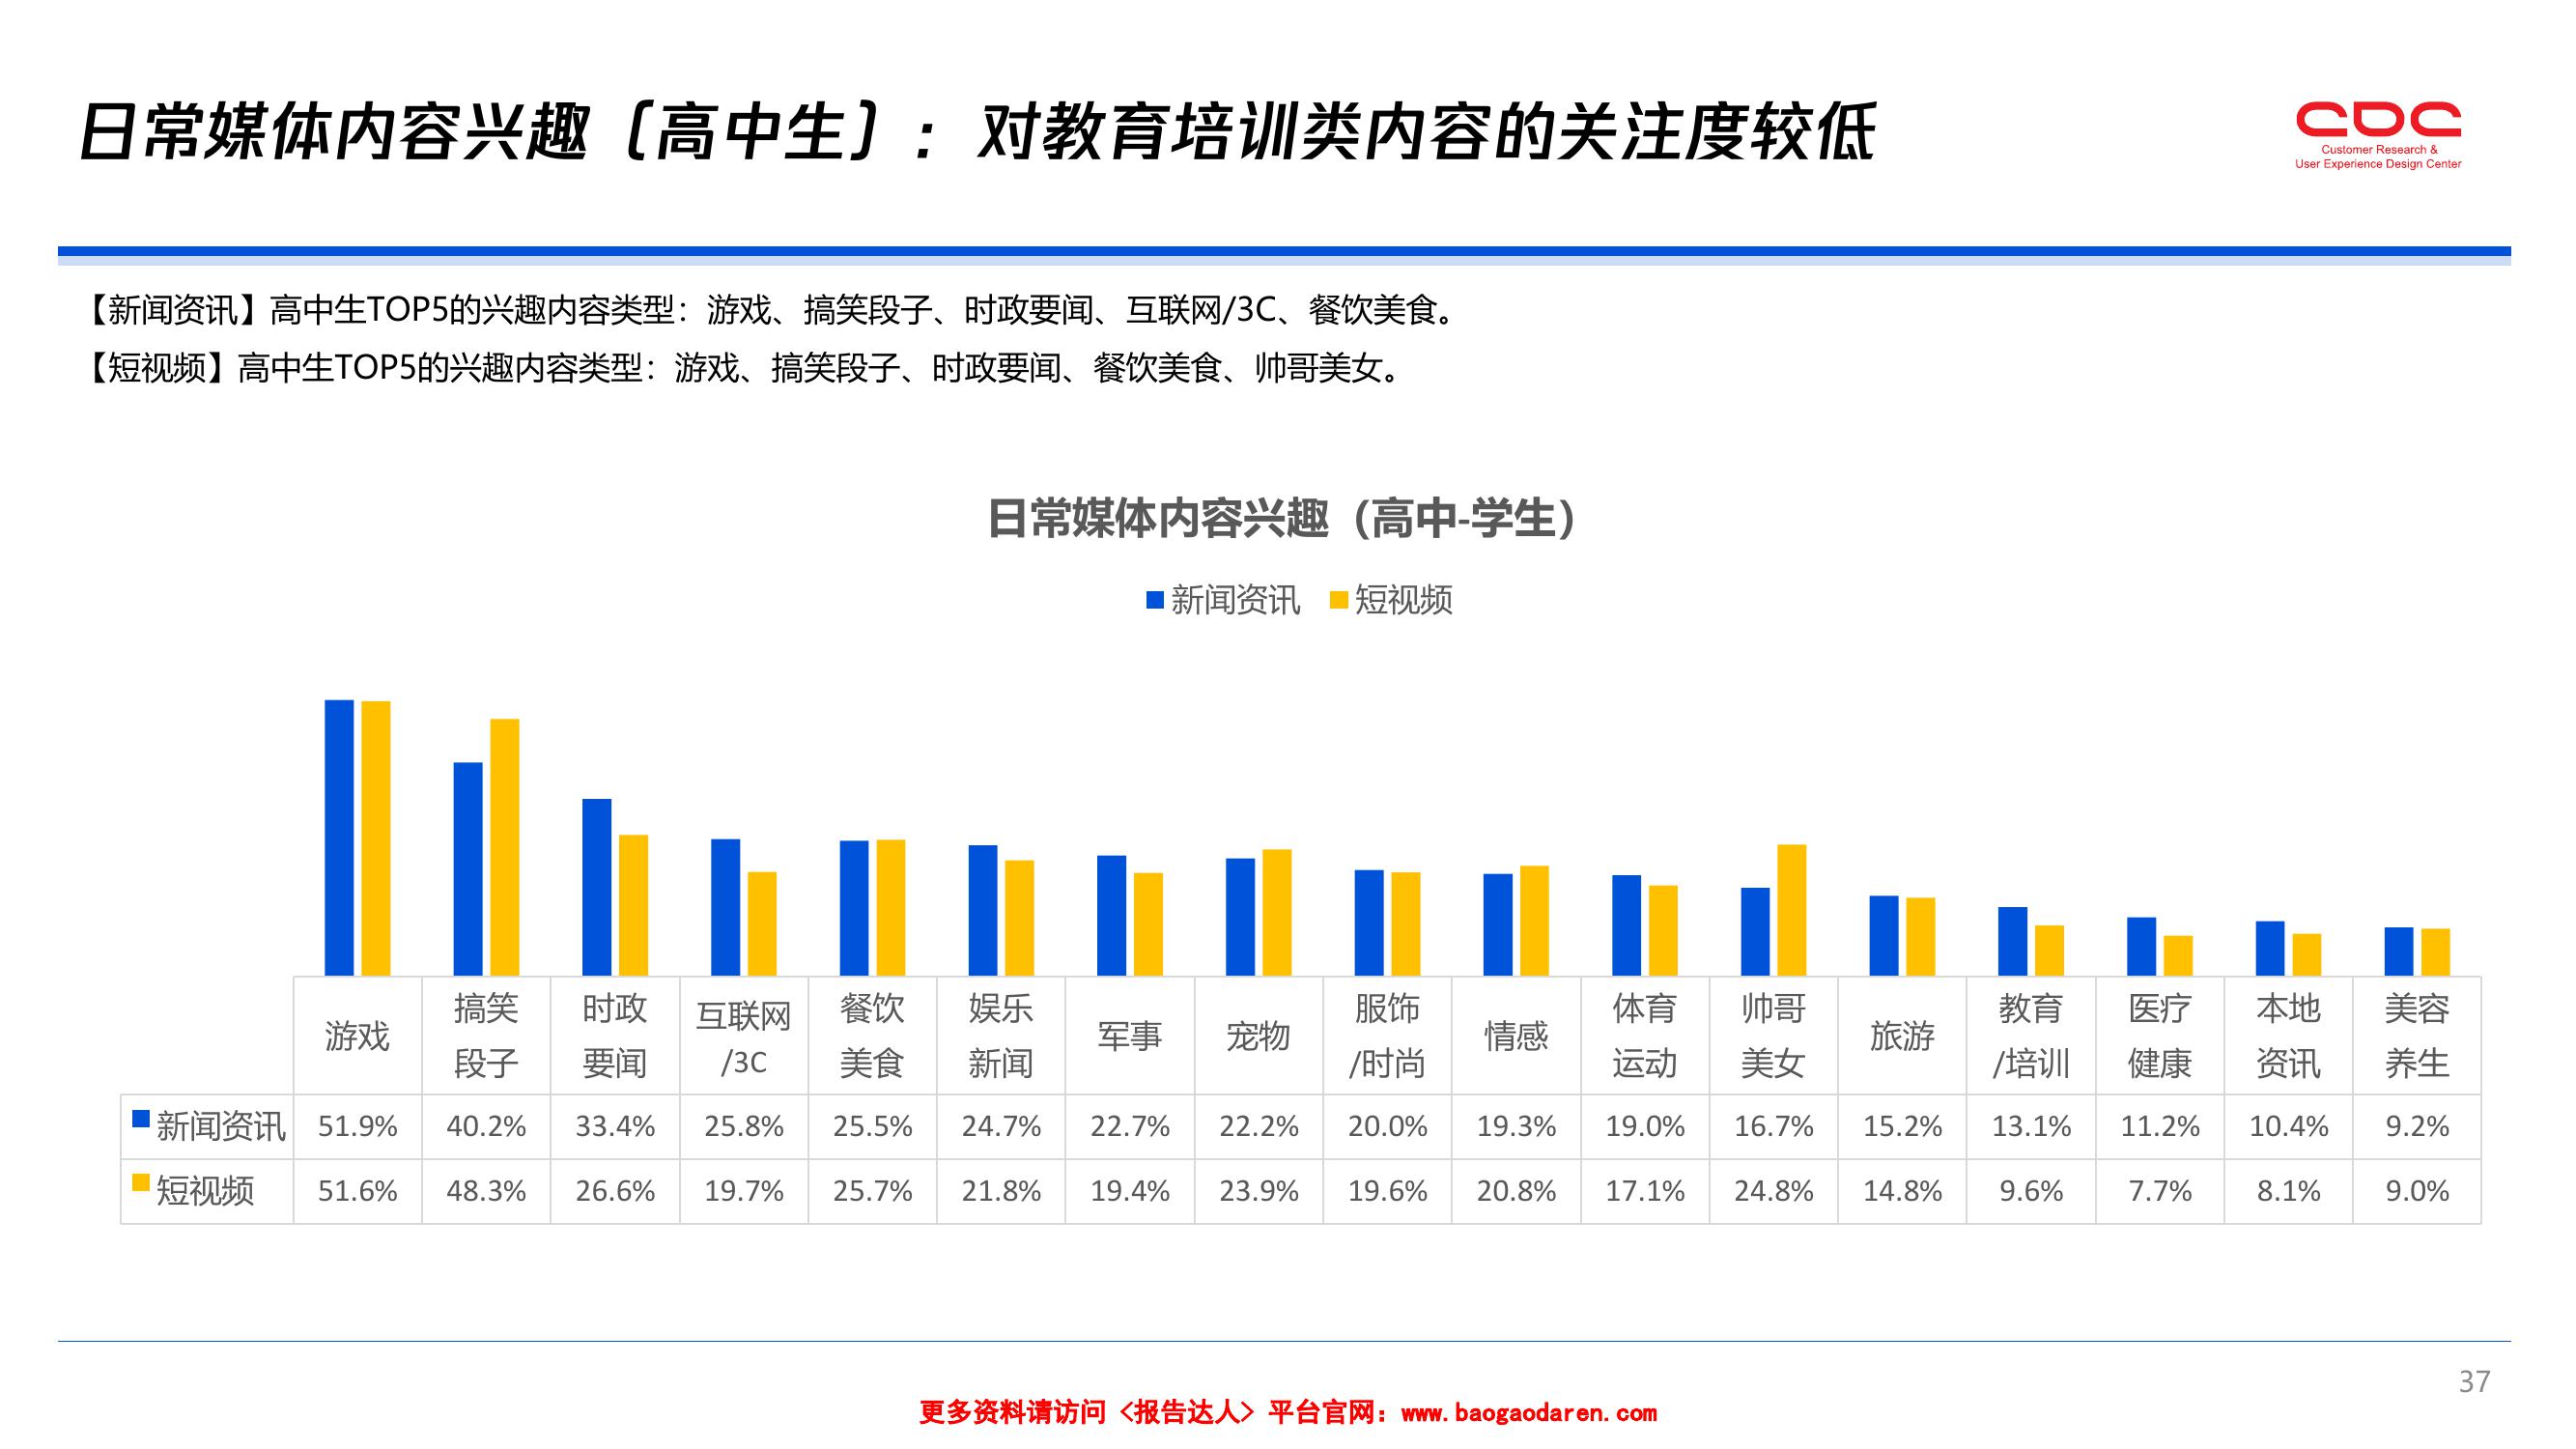 日常媒体内容兴趣（高中生）：对教育培训类内容的关注度较低
CDC
Customer Research &
User Experience Design Center
【新闻资讯】高中生TOP5的兴趣内容类型：游戏、搞笑段子、时政要闻、互联网/3C、餐饮美食。
【短视频】高中生TOP5的兴趣内容类型：游戏、搞笑段子、时政要闻、餐饮美食、帅哥美女。
日常媒体内容兴趣（高中-学生）
新闻资讯 短视频
游戏 搞笑段子 时政要闻 互联网/3C 餐饮美食 娱乐新闻 军事 宠物 服饰/时尚 情感 体育运动 帅哥美女 旅游 教育/培训 医疗健康 本地资讯 美容养生
新闻资讯 51.9% 40.2% 33.4% 25.8% 25.5% 24.7% 22.7% 22.2% 20.0% 19.3% 19.0% 16.7% 15.2% 13.1% 11.2% 10.4% 9.2%
短视频 51.6% 48.3% 26.6% 19.7% 25.7% 21.8% 19.4% 23.9% 19.6% 20.8% 17.1% 24.8% 14.8% 9.6% 7.7% 8.1% 9.0%
37
更多资料请访问《报告达人》平台官网：www.baogaodaren.com